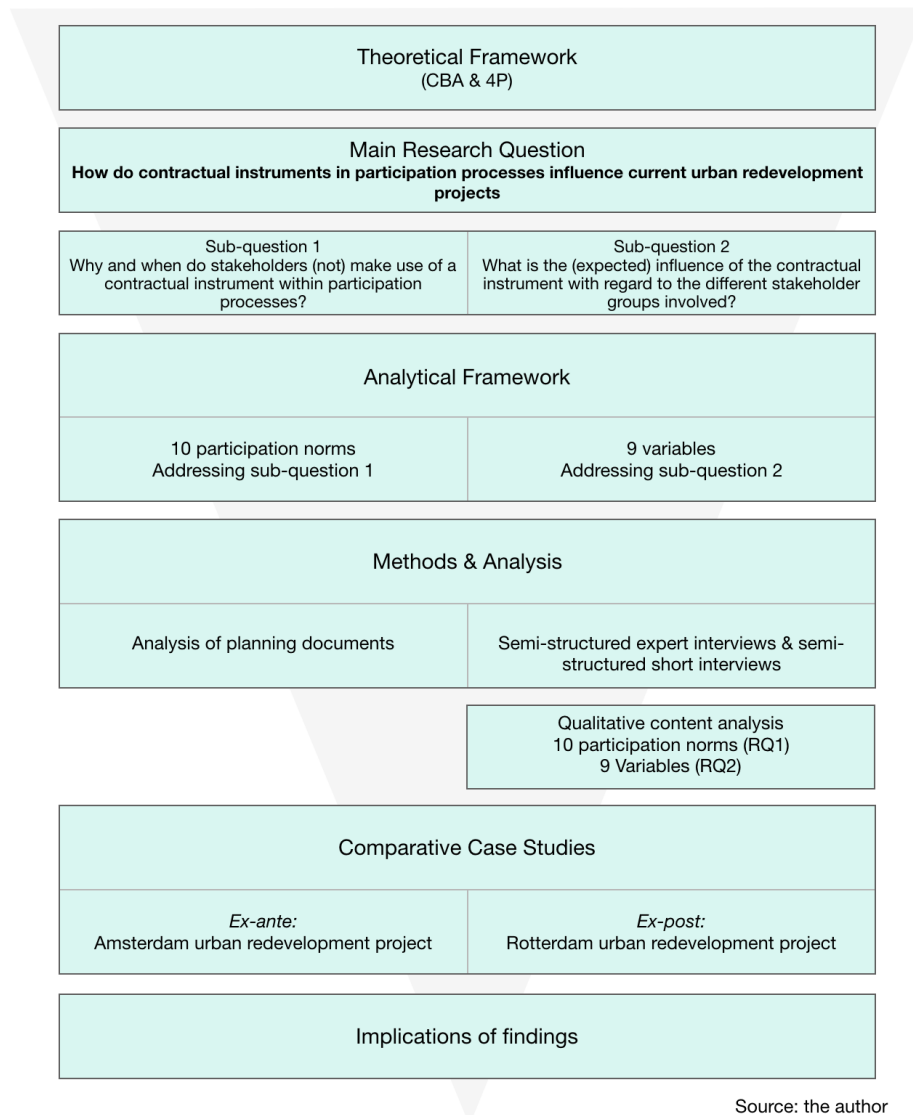 Theoretical Framework
(CBA & 4P)
Main Research Question
How do contractual instruments in participation processes influence current urban redevelopment
projects
Sub-question 1
Why and when do stakeholders (not) make use of a
contractual instrument within participation
processes?
Sub-question 2
What is the (expected) influence of the contractual
instrument with regard to the different stakeholder
groups involved?
Analytical Framework
10 participation norms
Addressing sub-question 1
9 variables
Addressing sub-question 2
Methods & Analysis
Analysis of planning documents
Semi-structured expert interviews & semi-
structured short interviews
Qualitative content analysis
10 participation norms (RQ1)
9 Variables (RQ2)
Comparative Case Studies
Ex-ante:
Amsterdam urban redevelopment project
Ex-post:
Rotterdam urban redevelopment project
Implications of findings
Source: the author